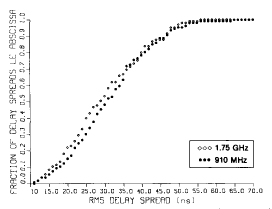 FRACTION OF DELAY SPREADS LE ABSCISSA
1.0
0.9
0.8
0.7
0.6
0.5
0.4
0.3
0.2
0.1
0.0
10.0 15.0 20.0 25.0 30.0 35.0 40.0 45.0 50.0 55.0 60.0 65.0 70.0
RMS DELAY SPREAD (ns)
1.75 GHz
910 MHz